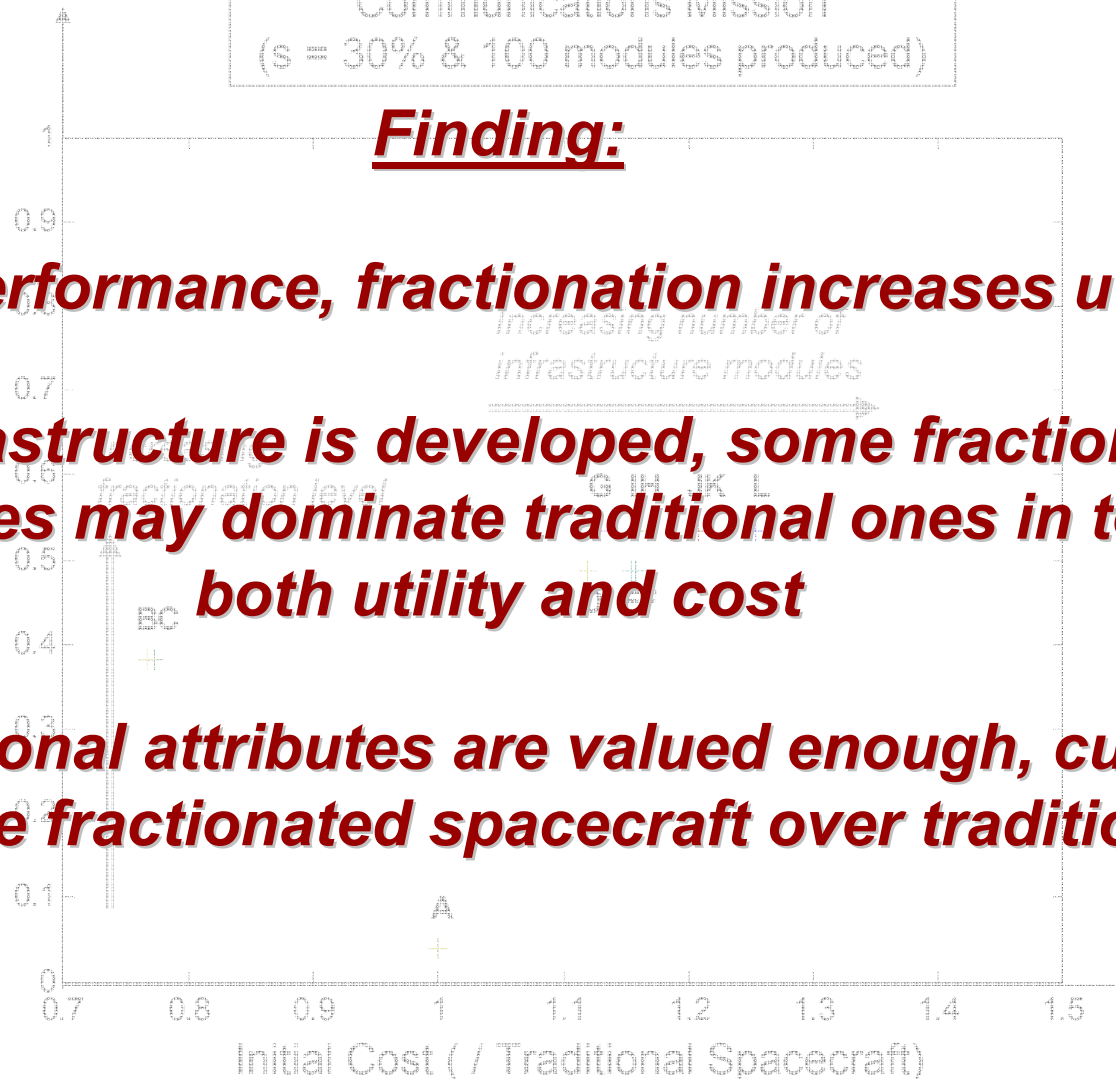 Communications Mission
(s = 30% & 100 modules produced)
Finding:
1
0.9
erformance, fractionation increases u
0.8
Increasing number of
infrastructure modules
0.7
astructure is developed, some fraction
0.6
fractionation level
G H K L
es may dominate traditional ones in te
0.5
both utility and cost
BC
0.4
0.3
onal attributes are valued enough, cu
0.2
e fractionated spacecraft over traditio
0.1
A
0
0.7 0.8 0.9 1 1.1 1.2 1.3 1.4 1.5
Initial Cost (/ Traditional Spacecraft)